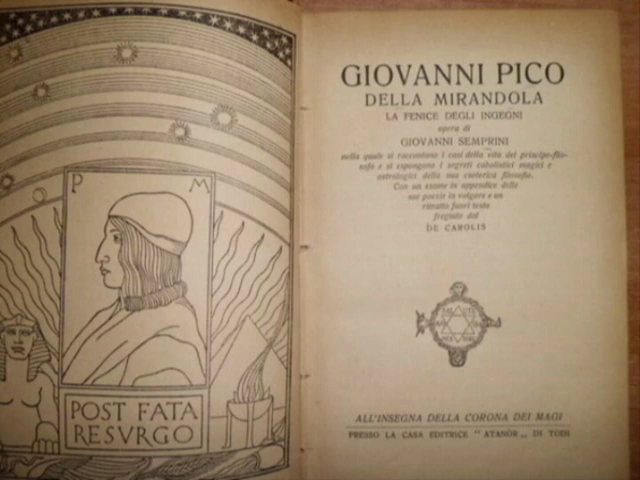 P M
POST FATA
RESVRGO
GIOVANNI PICO
DELLA MIRANDOLA
LA FENICE DEGLI INGEGNI
opera di
GIOVANNI SEMPRINI
nella quale si raccontano i casi della vita del principe-filo-
sofo e si espongono i segreti cabalistici magici e
astrologici della sua esoterica filosofia.
Con un esame in appendice delle
sue poesie in volgare e un
ritratto fuori testo
fregiato dal
DE CAROLIS
ALL'INSEGNA DELLA CORONA DEI MAGI
PRESSO LA CASA EDITRICE "ATANÒR„ DI TODI